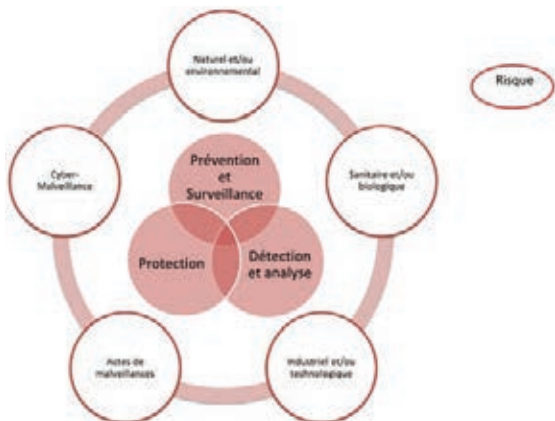 Naturel et/ou
environnemental
Risque
Cyber-
Malveillance
Prévention
et
Surveillance
Sanitaire et/ou
biologique
Protection
Détection
et analyse
Actes de
malveillances
Industriel et/ou
technologique